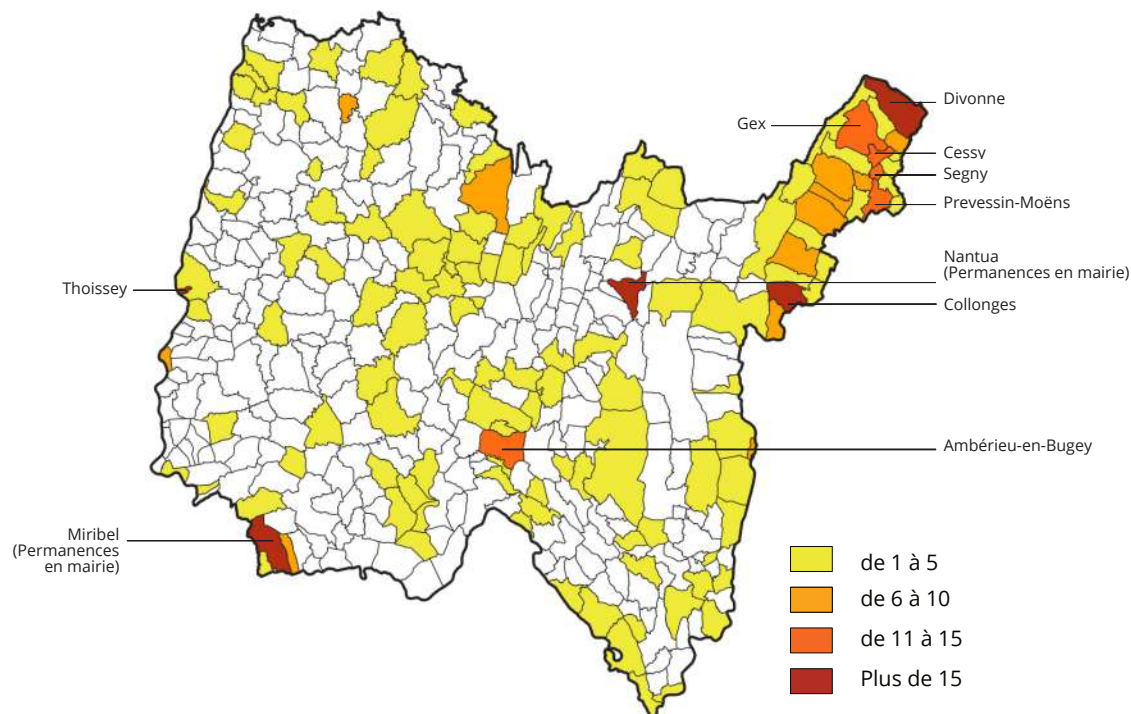 Divonne
Gex
Cessy
Segny
Prevessin-Moëns
Nantua
(Permanences en mairie)
Thoissey
Collonges
Ambérieu-en-Bugey
Miribel
(Permanences
en mairie)
de 1 à 5
de 6 à 10
de 11 à 15
Plus de 15